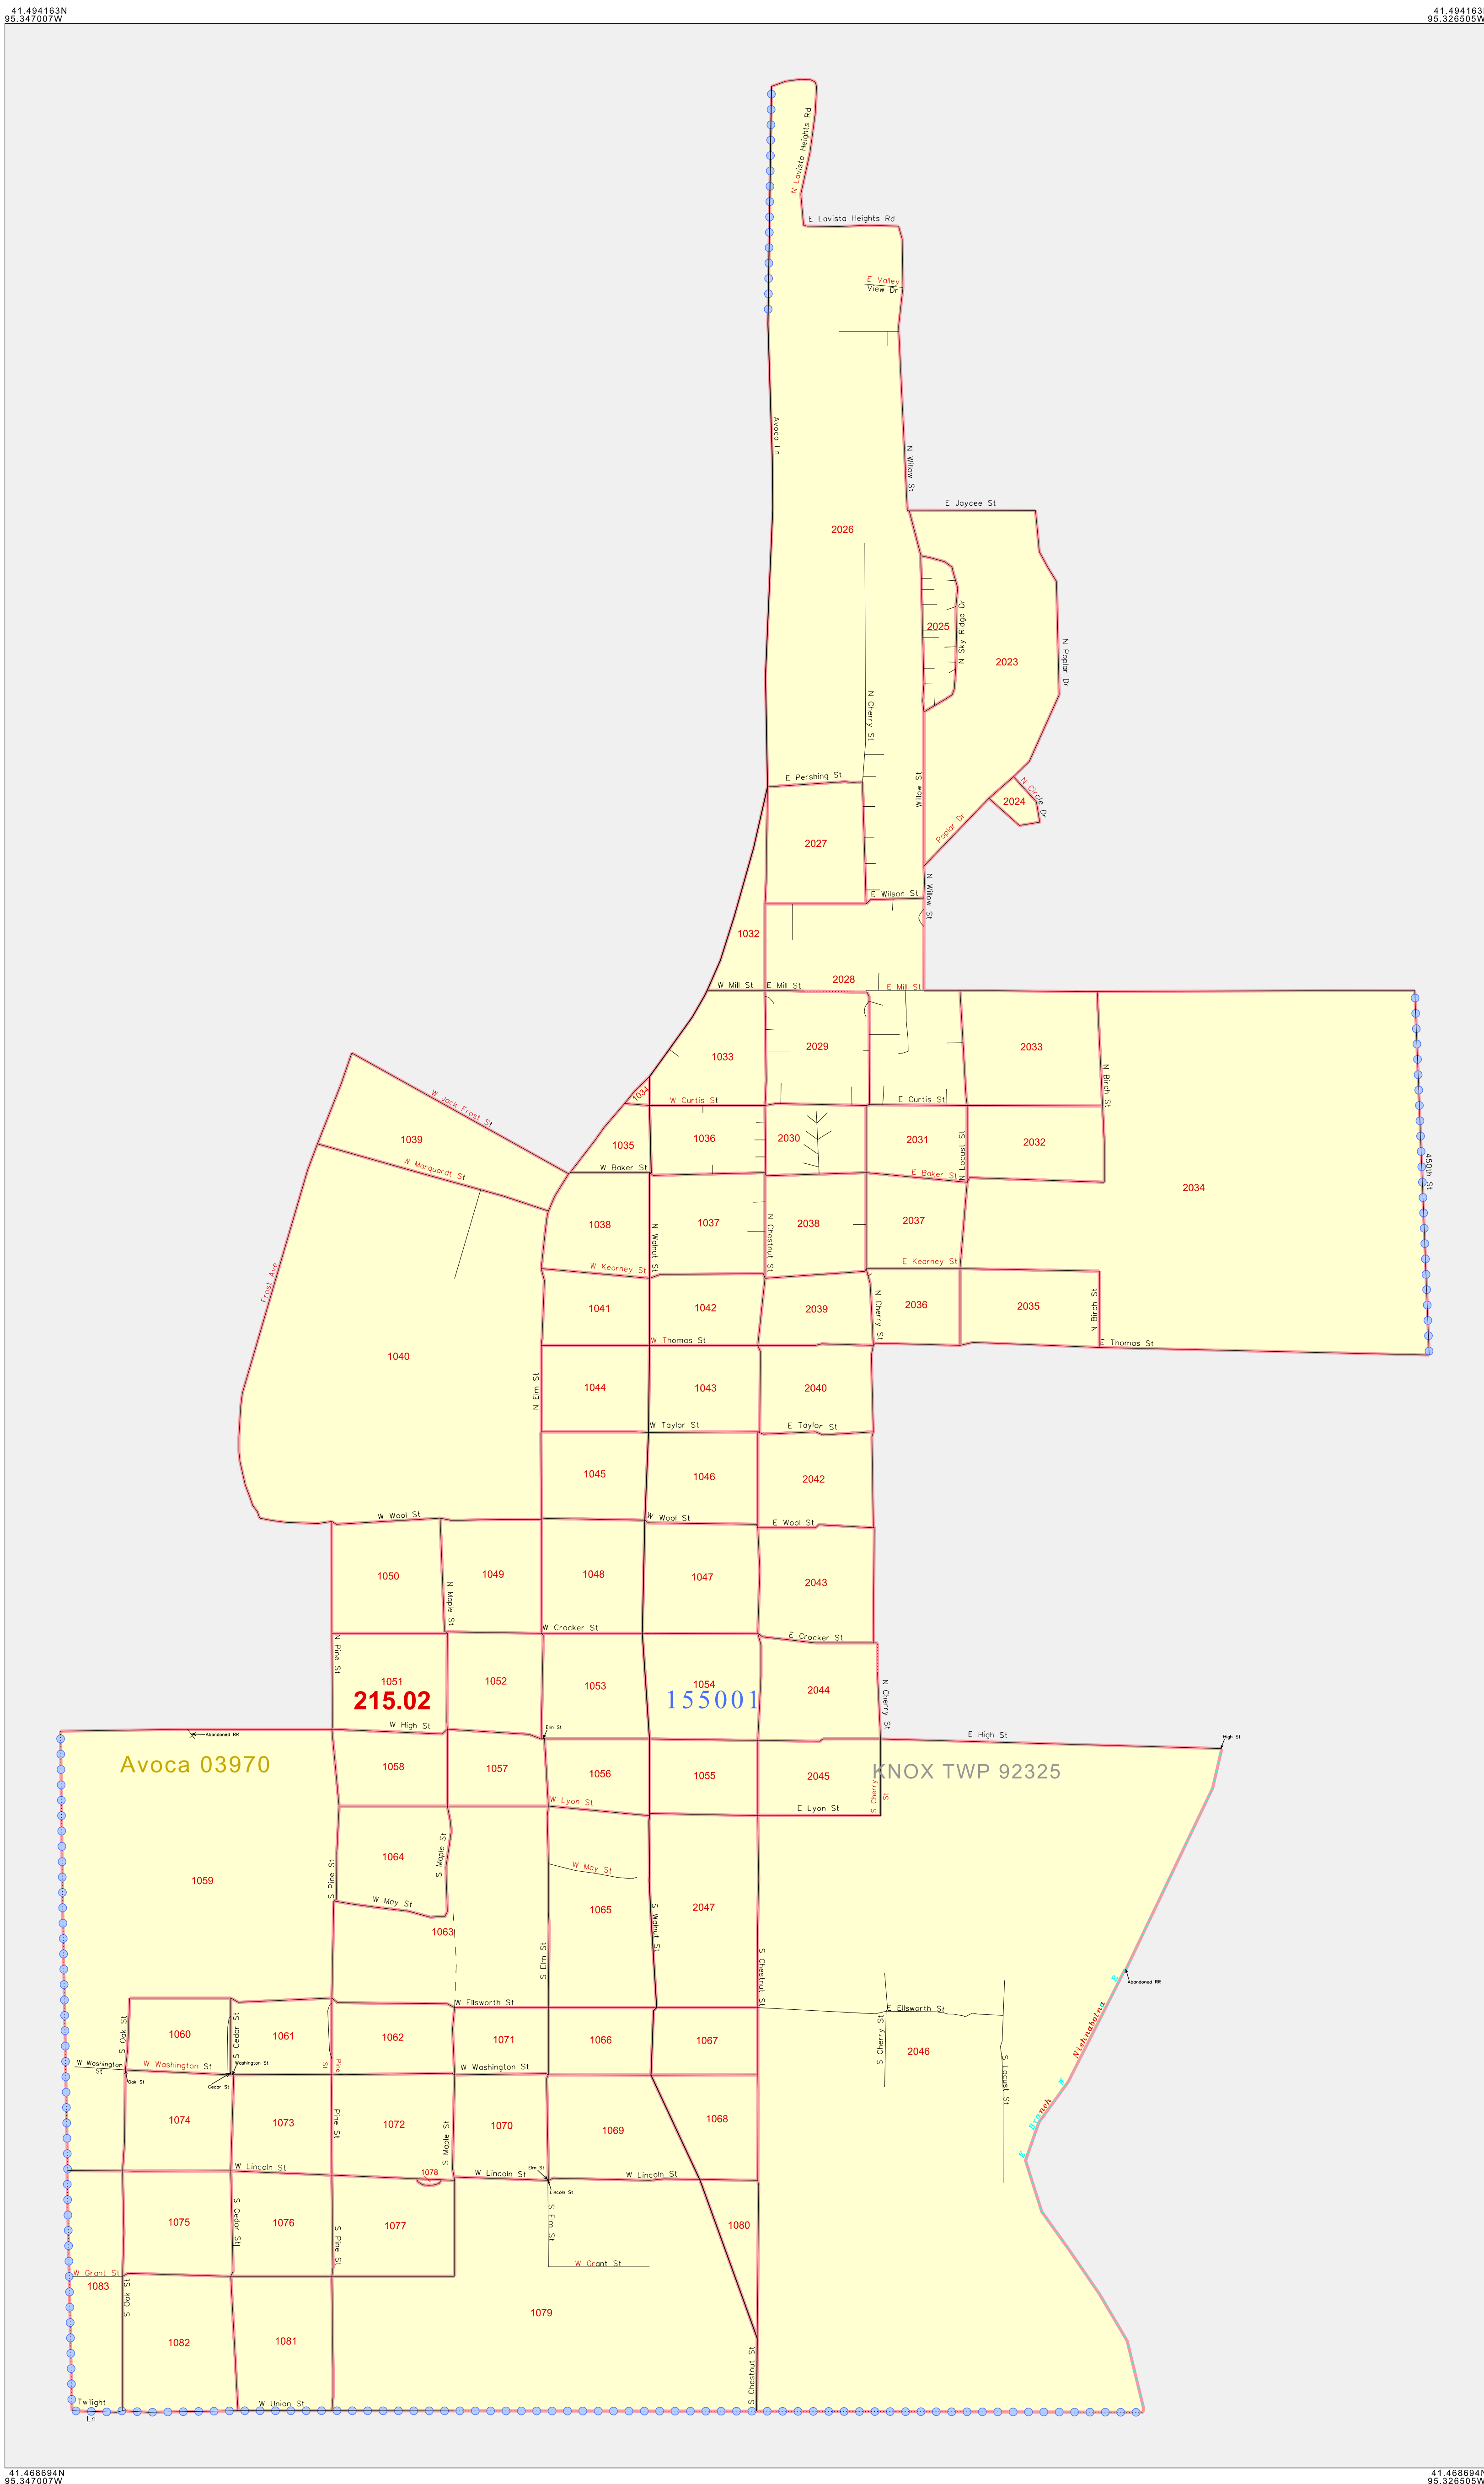 41.494163N
95.347007W
41.494163
95.326505W
N Lavista Heights Rd
E Lavista Heights Rd
E Valley
View Dr
Avoca Ln
N Willow St
E Jaycee St
2026
2025
N Sky Ridge Dr
2023
N Poplar Dr
N Cherry St
E Pershing St
Willow St
N Circle Dr
2024
Poplar Dr
2027
E Wilson St
N Willow St
1032
2028
W Mill St
E Mill St
E Mill St
1033
2029
2033
N Birch St
1034
W Curtis St
E Curtis St
W Jack Frost St
1039
1035
1036
2030
2031
N Locust St
2032
W Marquardt St
W Baker St
E Baker St
450th St
2034
1038
N Walnut St
1037
N Chestnut St
2038
2037
Frost Ave
W Kearney St
E Kearney St
1041
1042
2039
N Cherry St
2036
2035
N Birch St
W Thomas St
E Thomas St
1040
N Elm St
1044
1043
2040
W Taylor St
E Taylor St
1045
1046
2042
W Wool St
W Wool St
E Wool St
1050
1049
1048
1047
2043
N Maple St
W Crocker St
E Crocker St
N Pine St
1051
1052
1053
1054
2044
N Cherry St
215.02
155001
W High St
Elm St
E High St
High St
Abandoned RR
Avoca 03970
1058
1057
1056
1055
2045
KNOX TWP 92325
S Cherry
St
W Lyon St
E Lyon St
1064
S Maple St
W May St
1059
S Pine St
W May St
1065
2047
1063
S Walnut St
S Elm St
S Chestnut St
Abandoned RR
W Ellsworth St
E Ellsworth St
S Oak St
1060
S Cedar St
1061
1062
1071
1066
1067
S Cherry St
2046
E Branch W Nishnabotna R
W Washington
St
W Washington St
Washington St
Pine
St
W Washington St
Oak St
Cedar St
S Locust St
1074
1073
Pine St
1072
S Maple St
1070
1069
1068
W Lincoln St
1078
W Lincoln St
Elm St
W Lincoln St
Lincoln St
1075
S Cedar St
1076
S Pine St
1077
S Elm St
1080
W Grant St
W Grant St
1083
S Oak St
1079
1082
1081
S Chestnut St
Twilight
Ln
W Union St
41.468694N
95.347007W
41.468694N
95.326505W